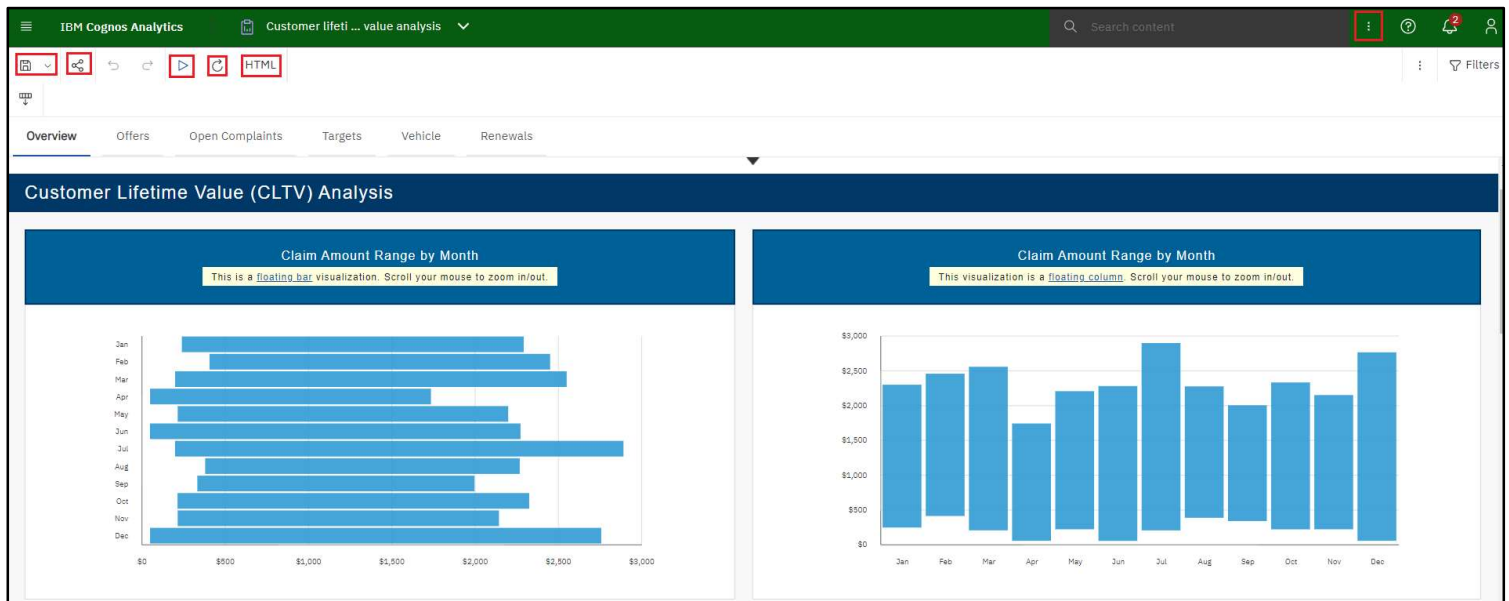 IBM Cognos Analytics
Customer lifeti ... value analysis
Search content
2
HTML
Filters
Overview
Offers
Open Complaints
Targets
Vehicle
Renewals
Customer Lifetime Value (CLTV) Analysis
Claim Amount Range by Month
This is a floating bar visualization. Scroll your mouse to zoom in/out.
Jan
Feb
Mar
Apr
May
Jun
Jul
Aug
Sep
Oct
Nov
Dec
$0
$500
$1,000
$1,500
$2,000
$2,500
$3,000
Claim Amount Range by Month
This visualization is a floating column. Scroll your mouse to zoom in/out.
$3,000
$2,500
$2,000
$1,500
$1,000
$500
$0
Jan
Feb
Mar
Apr
May
Jun
Jul
Aug
Sep
Oct
Nov
Dec